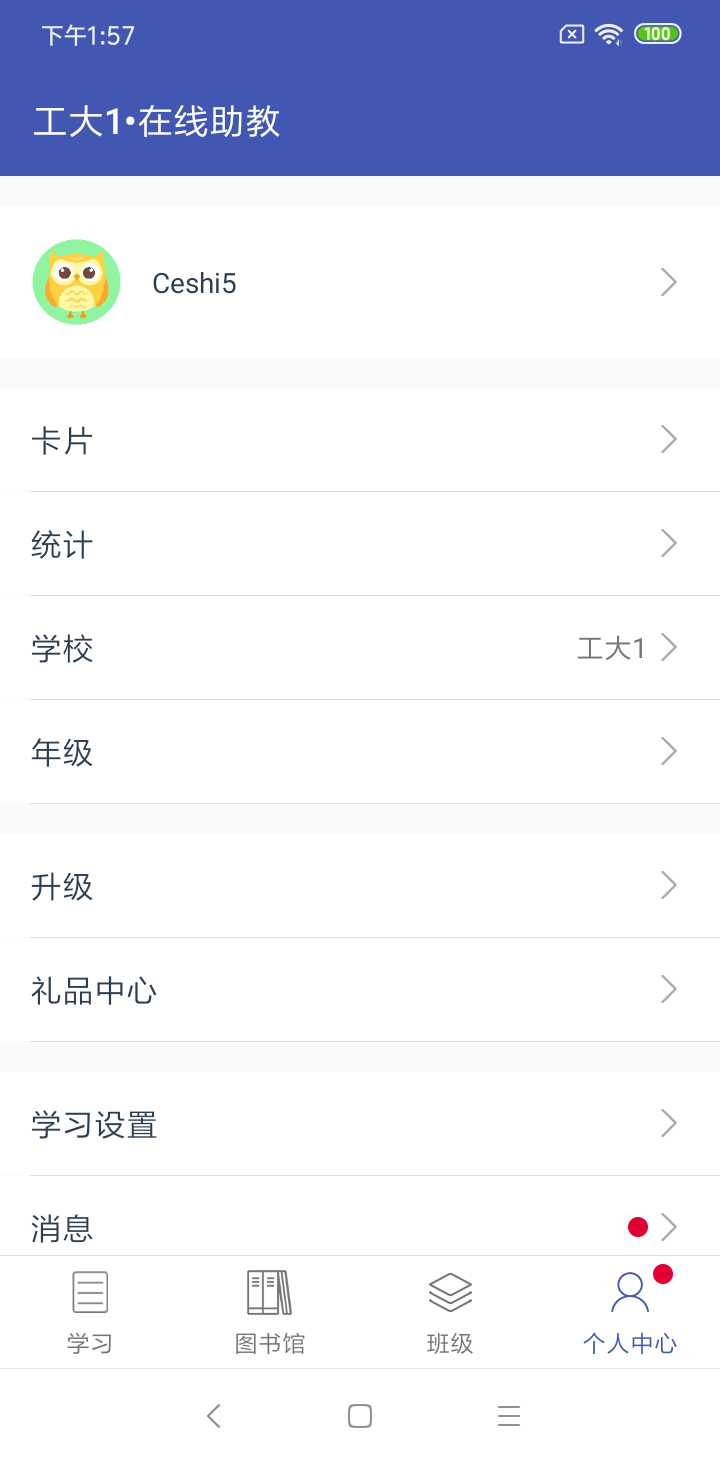 下午1:57
100
工大1•在线助教
Ceshi5
卡片
统计
学校 工大1
年级
升级
礼品中心
学习设置
消息
学习 图书馆 班级 个人中心